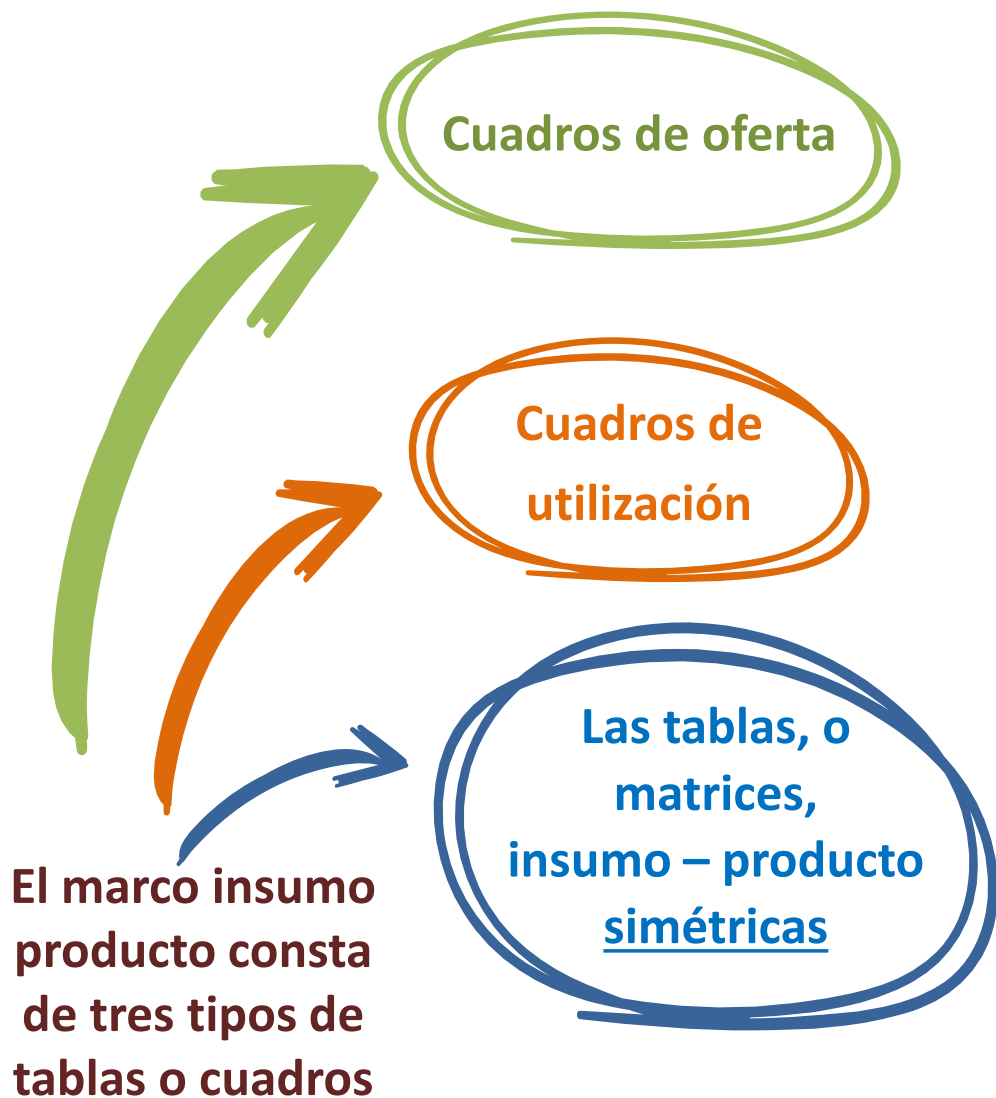 Cuadros de oferta
Cuadros de
utilización
Las tablas, o
matrices,
insumo – producto
simétricas
El marco insumo
producto consta
de tres tipos de
tablas o cuadros